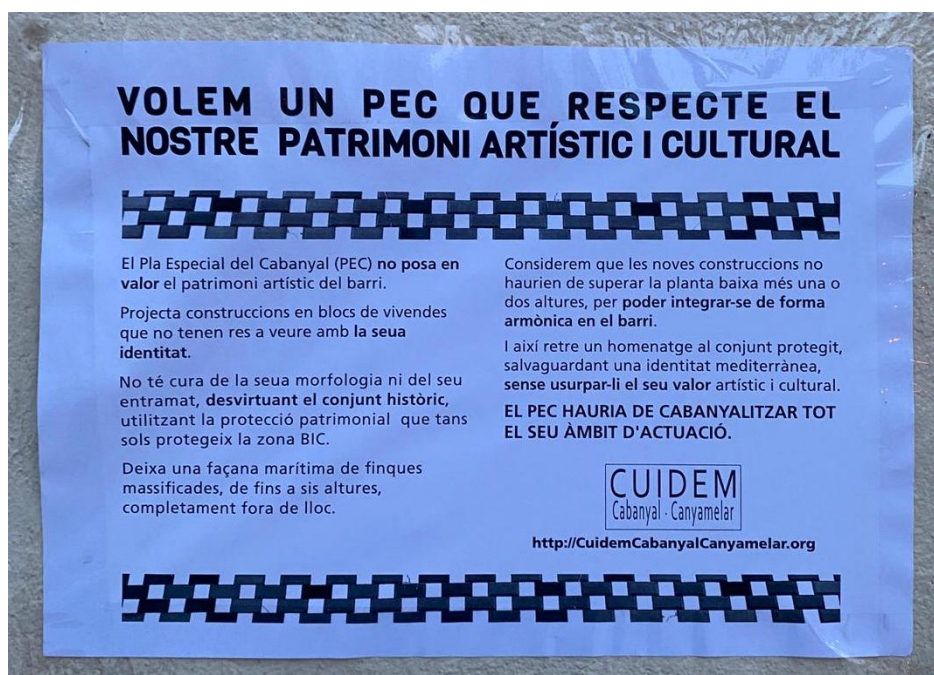 VOLEM UN PEC QUE RESPECTE EL
NOSTRE PATRIMONI ARTÍSTIC I CULTURAL
El Pla Especial del Cabanyal (PEC) no posa en
valor el patrimoni artístic del barri.
Projecta construccions en blocs de vivendes
que no tenen res a veure amb la seua
identitat.
No té cura de la seua morfologia ni del seu
entramat, desvirtuant el conjunt històric,
utilitzant la protecció patrimonial que tans
sols protegeix la zona BIC.
Deixa una façana marítima de finques
massificades, de fins a sis altures,
completament fora de lloc.
Considerem que les noves construccions no
haurien de superar la planta baixa més una o
dos altures, per poder integrar-se de forma
armònica en el barri.
I així retre un homenatge al conjunt protegit,
salvaguardant una identitat mediterrànea,
sense usurpar-li el seu valor artístic i cultural.
EL PEC HAURIA DE CABANYALITZAR TOT
EL SEU ÀMBIT D'ACTUACIÓ.
CUIDEM
Cabanyal · Canyamelar
http://CuidemCabanyalCanyamelar.org